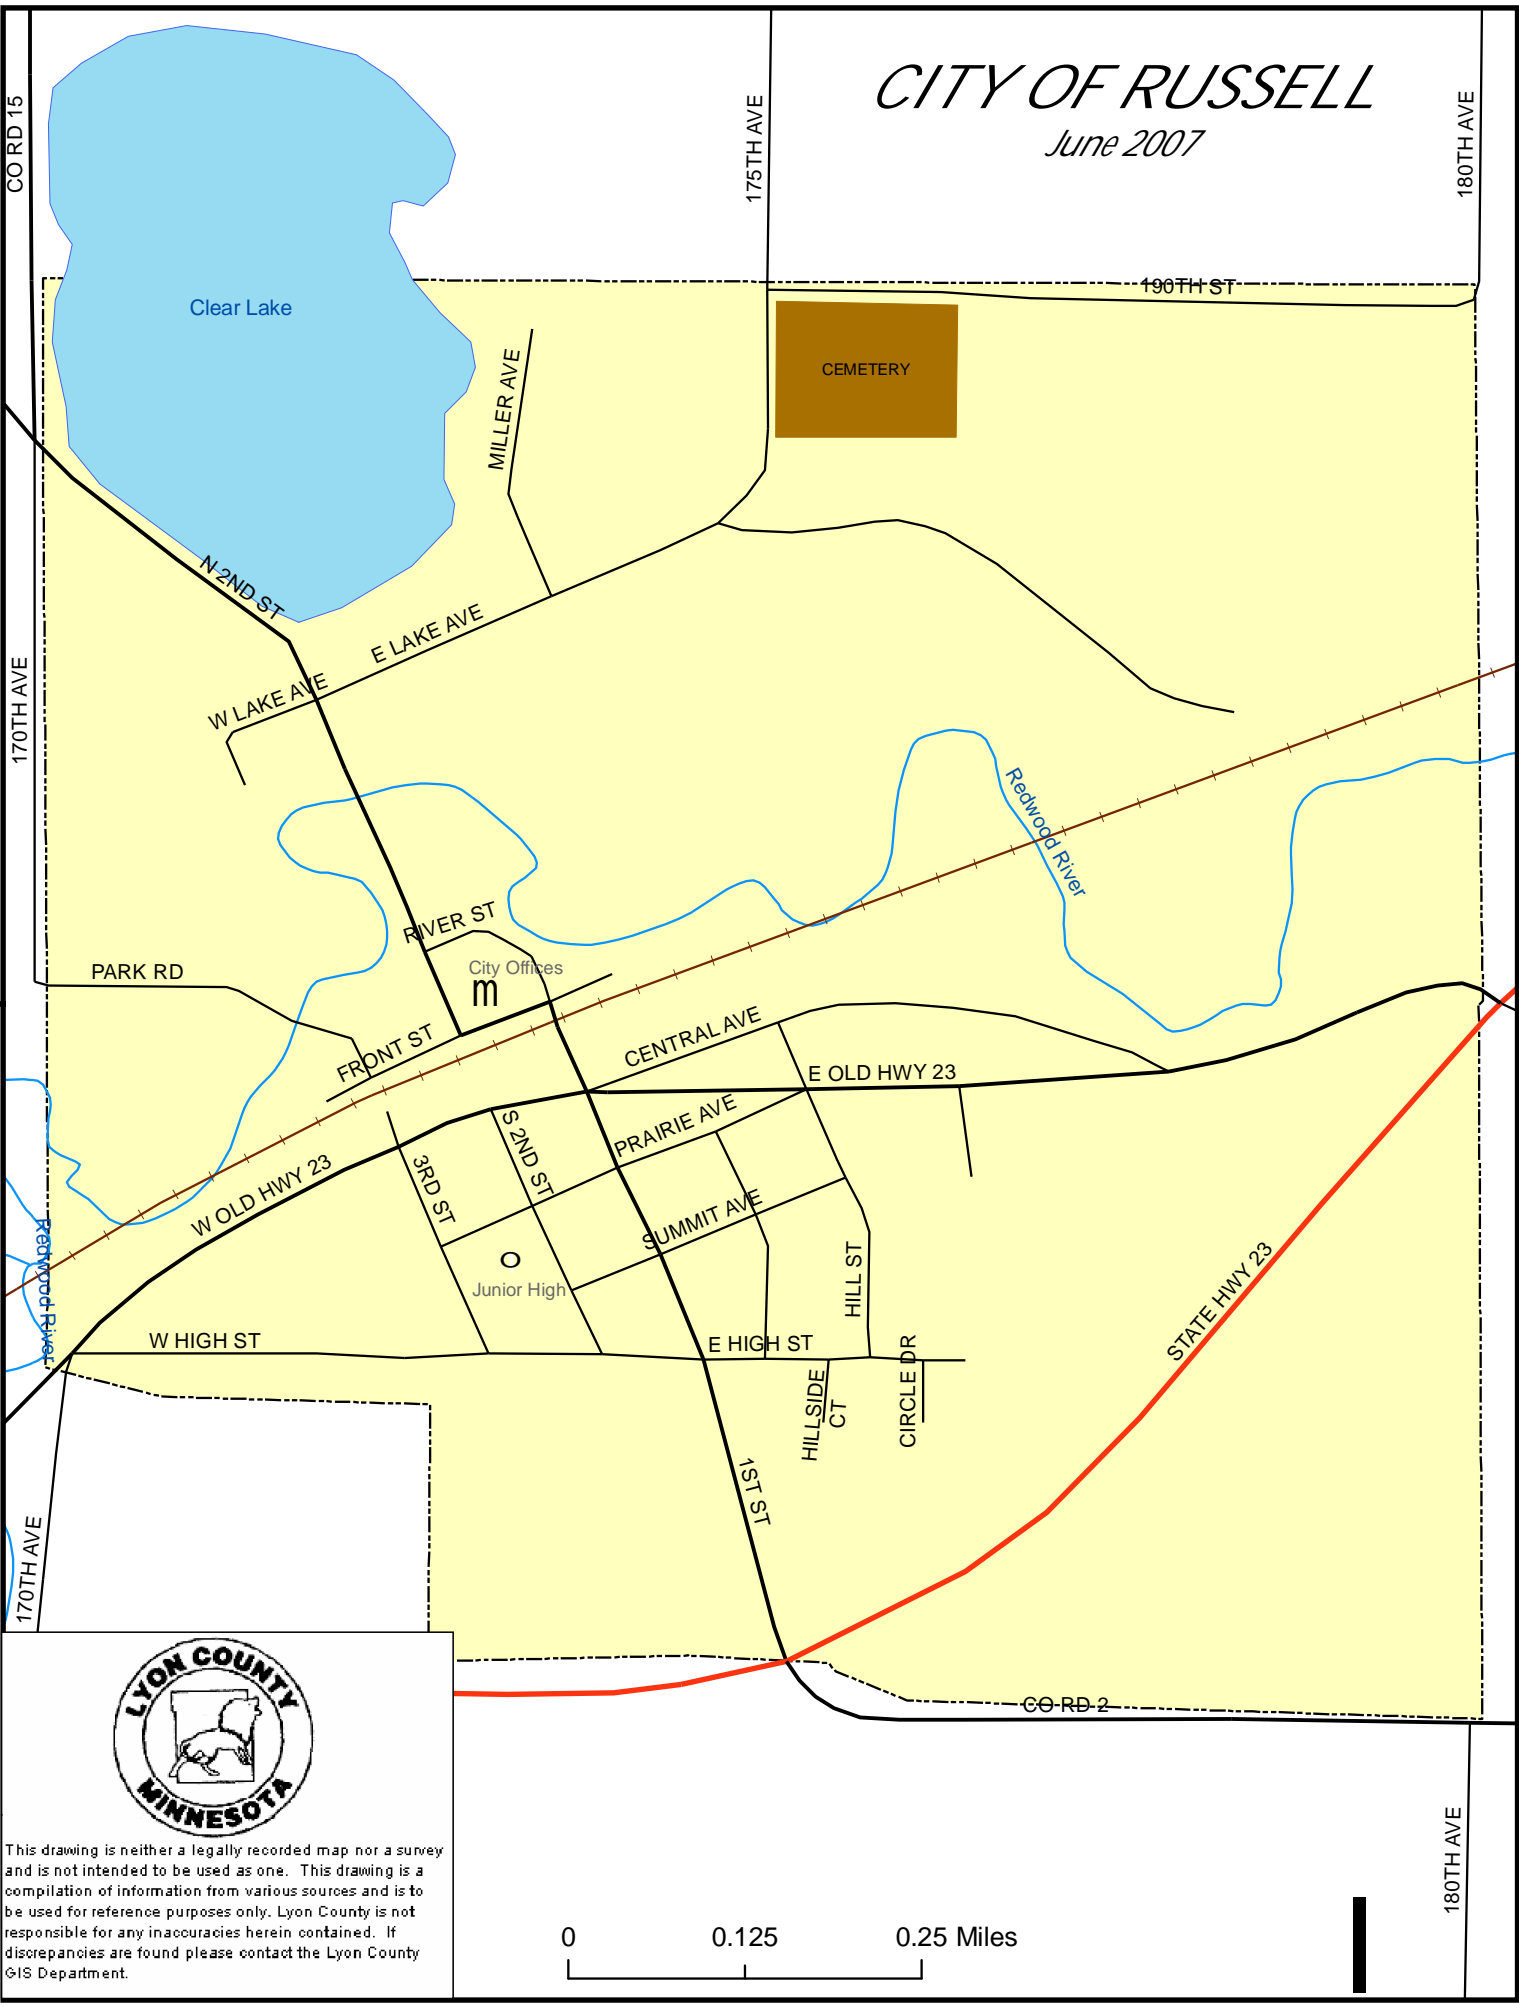 CITY OF RUSSELL
June 2007
CO RD 15
175TH AVE
180TH AVE
190TH ST
Clear Lake
CEMETERY
MILLER AVE
N 2ND ST
E LAKE AVE
W LAKE AVE
170TH AVE
Redwood River
RIVER ST
City Offices
m
PARK RD
FRONT ST
CENTRAL AVE
E OLD HWY 23
PRAIRIE AVE
S 2ND ST
3RD ST
W OLD HWY 23
SUMMIT AVE
Redwood River
O
Junior High
HILL ST
STATE HWY 23
W HIGH ST
E HIGH ST
HILLSIDE
CT
CIRCLE DR
1ST ST
170TH AVE
CO RD 2
180TH AVE
LYON COUNTY
MINNESOTA
This drawing is neither a legally recorded map nor a survey
and is not intended to be used as one. This drawing is a
compilation of information from various sources and is to
be used for reference purposes only. Lyon County is not
responsible for any inaccuracies herein contained. If
discrepancies are found please contact the Lyon County
GIS Department.
0 0.125 0.25 Miles